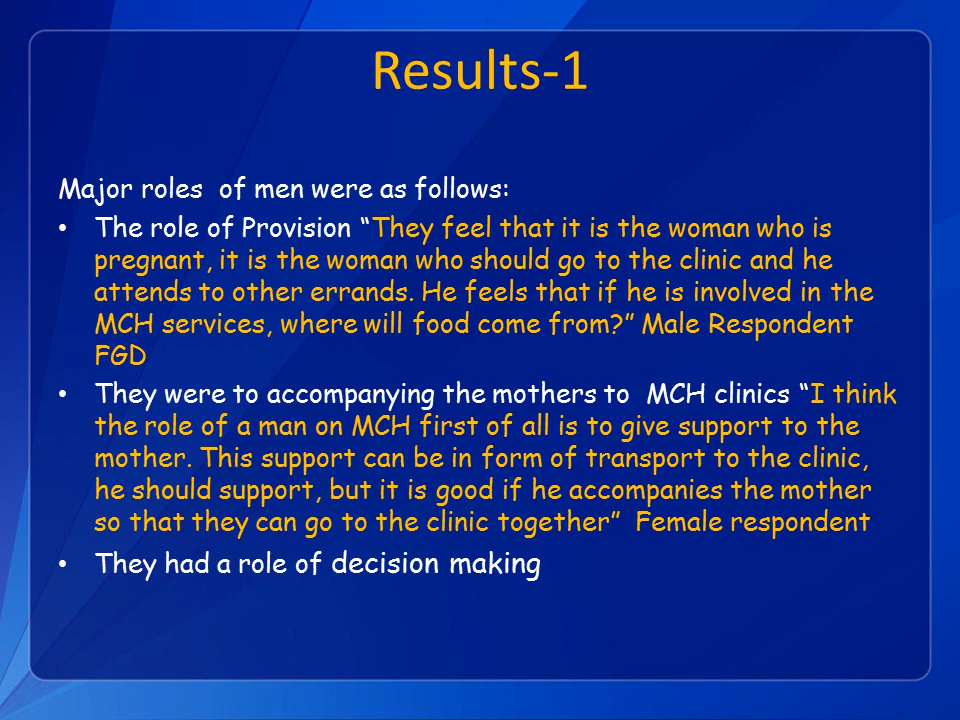 Results-1
Major roles  of men were as follows:
• The role of Provision “They feel that it is the woman who is
pregnant, it is the woman who should go to the clinic and he
attends to other errands. He feels that if he is involved in the
MCH services, where will food come from?” Male Respondent
FGD
• They were to accompanying the mothers to  MCH clinics “I think
the role of a man on MCH first of all is to give support to the
mother. This support can be in form of transport to the clinic,
he should support, but it is good if he accompanies the mother
so that they can go to the clinic together”  Female respondent
• They had a role of decision making